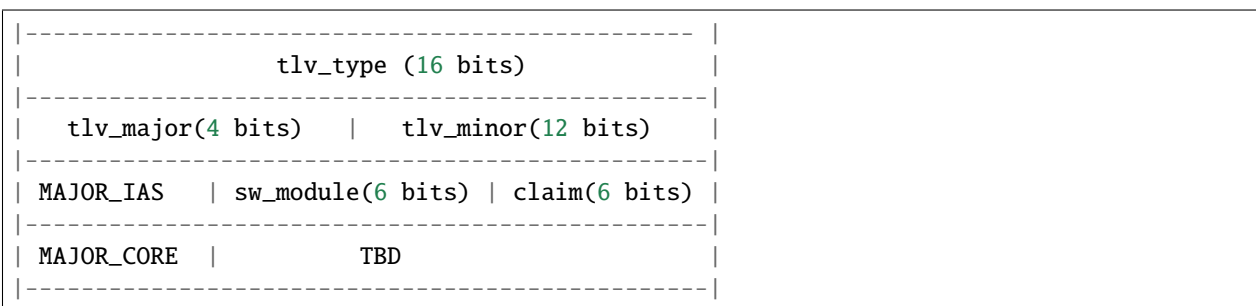 |------------------------------------------------ |
|                  tlv_type (16 bits)             |
|-------------------------------------------------|
|   tlv_major(4 bits)   |   tlv_minor(12 bits)    |
|-------------------------------------------------|
| MAJOR_IAS   | sw_module(6 bits) | claim(6 bits) |
|-------------------------------------------------|
| MAJOR_CORE  |          TBD                      |
|-------------------------------------------------|